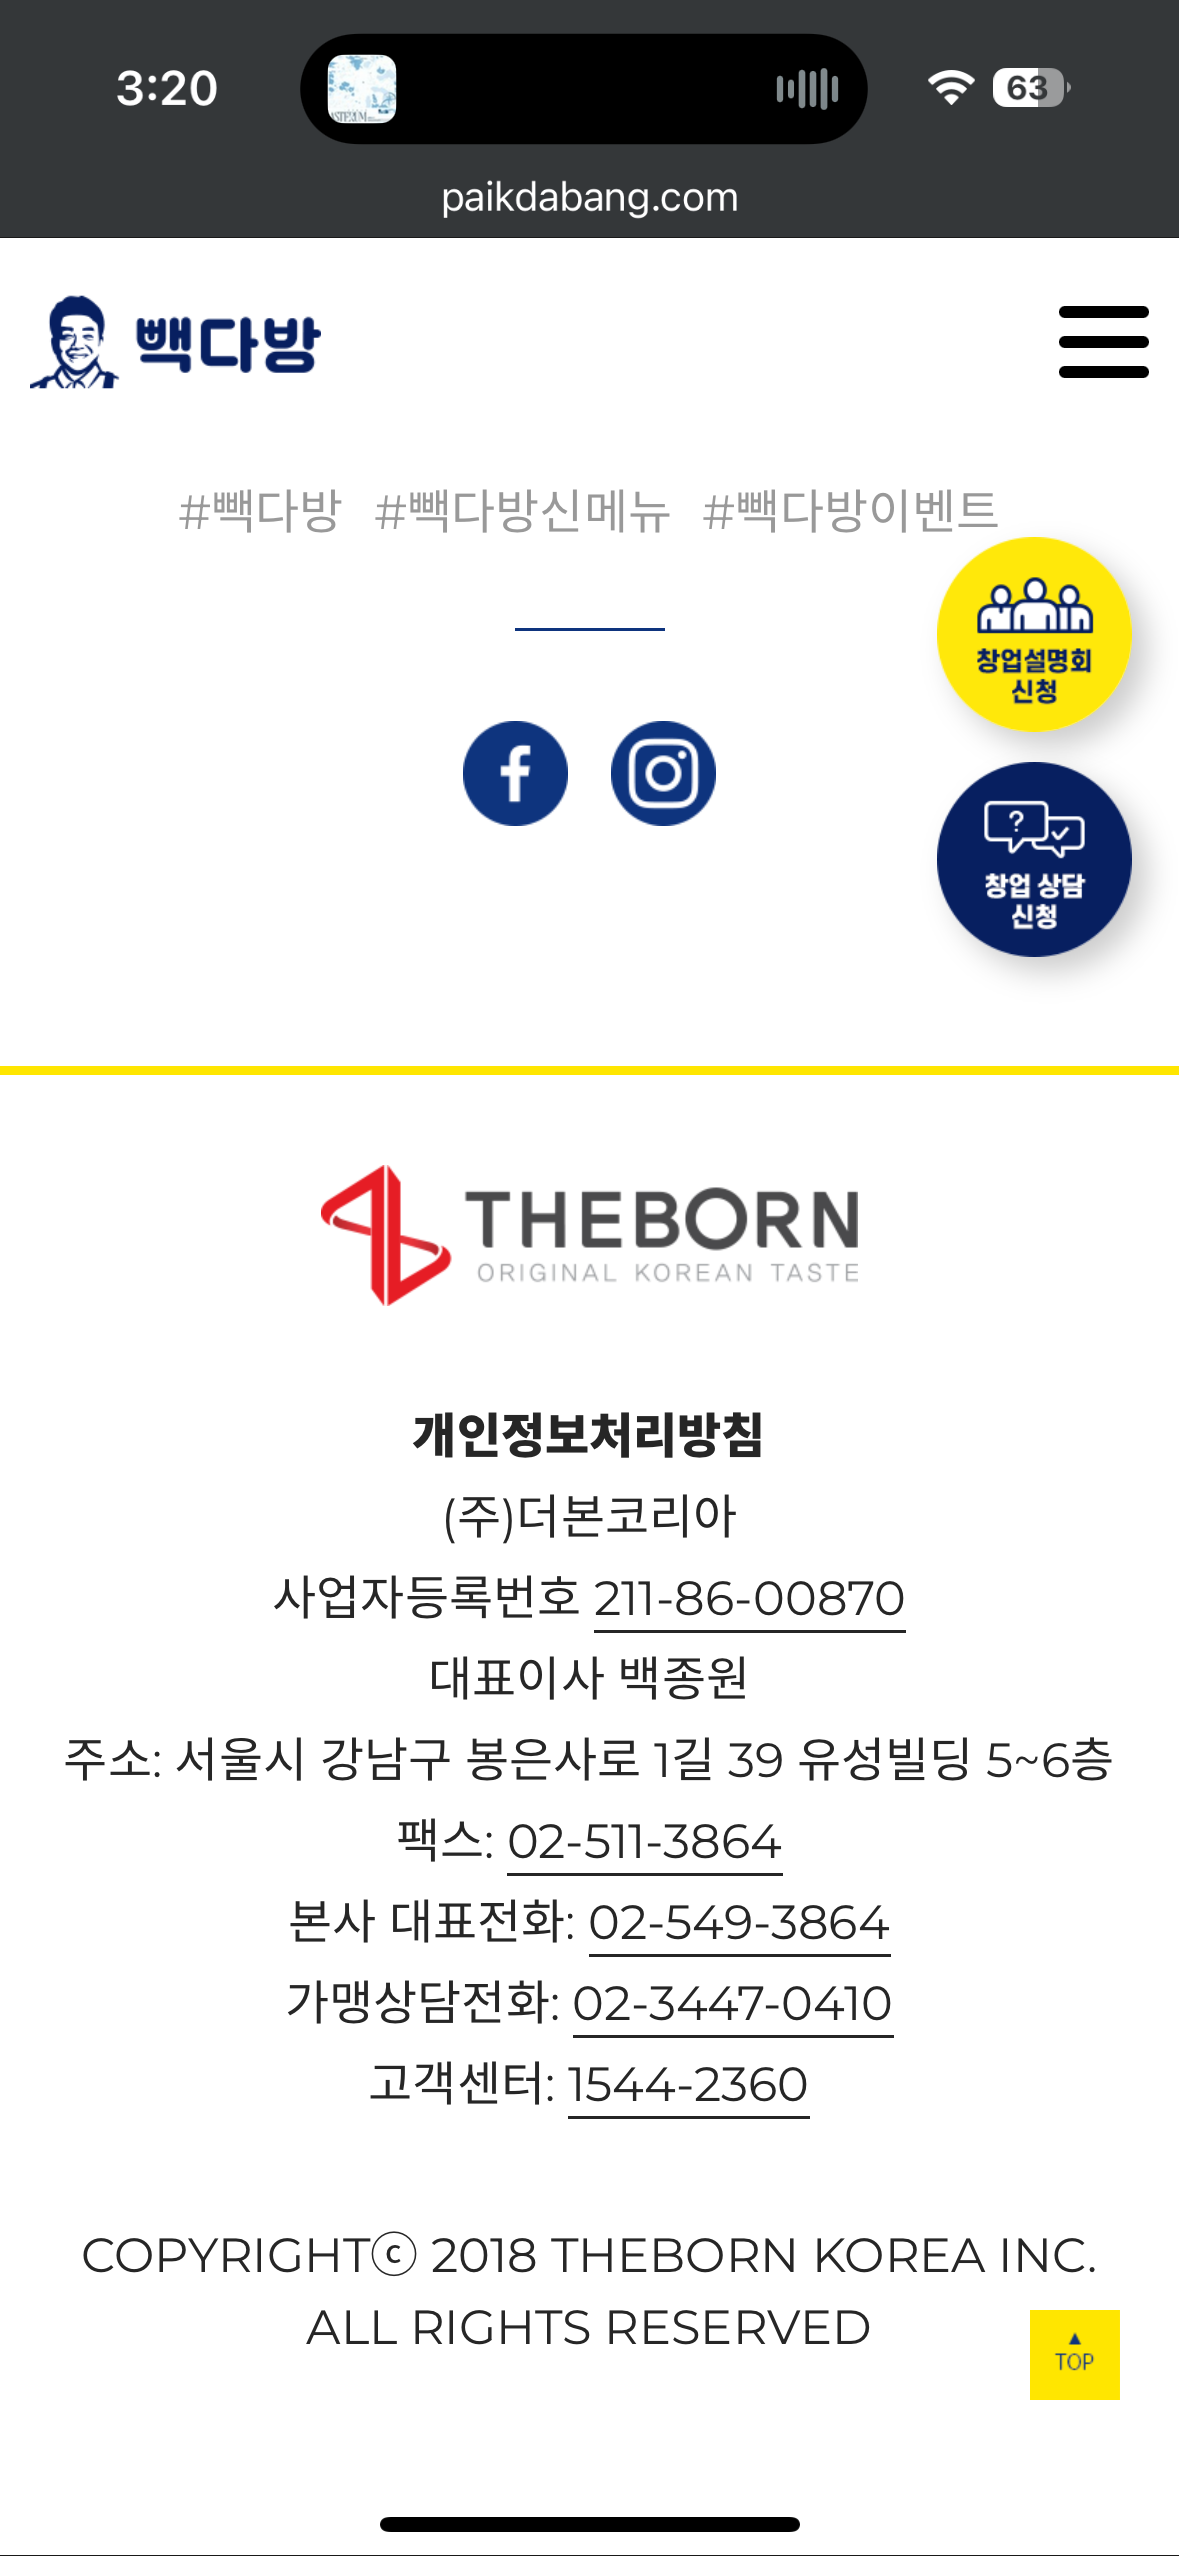 3:20
63
paikdabang.com
빽다방
#빽다방 #빽다방신메뉴 #빽다방이벤트
창업설명회
신청
?
창업 상담
신청
THEBORN
ORIGINAL KOREAN TASTE
개인정보처리방침
(주)더본코리아
사업자등록번호 211-86-00870
대표이사 백종원
주소: 서울시 강남구 봉은사로 1길 39 유성빌딩 5~6층
팩스: 02-511-3864
본사 대표전화: 02-549-3864
가맹상담전화: 02-3447-0410
고객센터: 1544-2360
COPYRIGHTⓒ 2018 THEBORN KOREA INC.
ALL RIGHTS RESERVED
▲
TOP